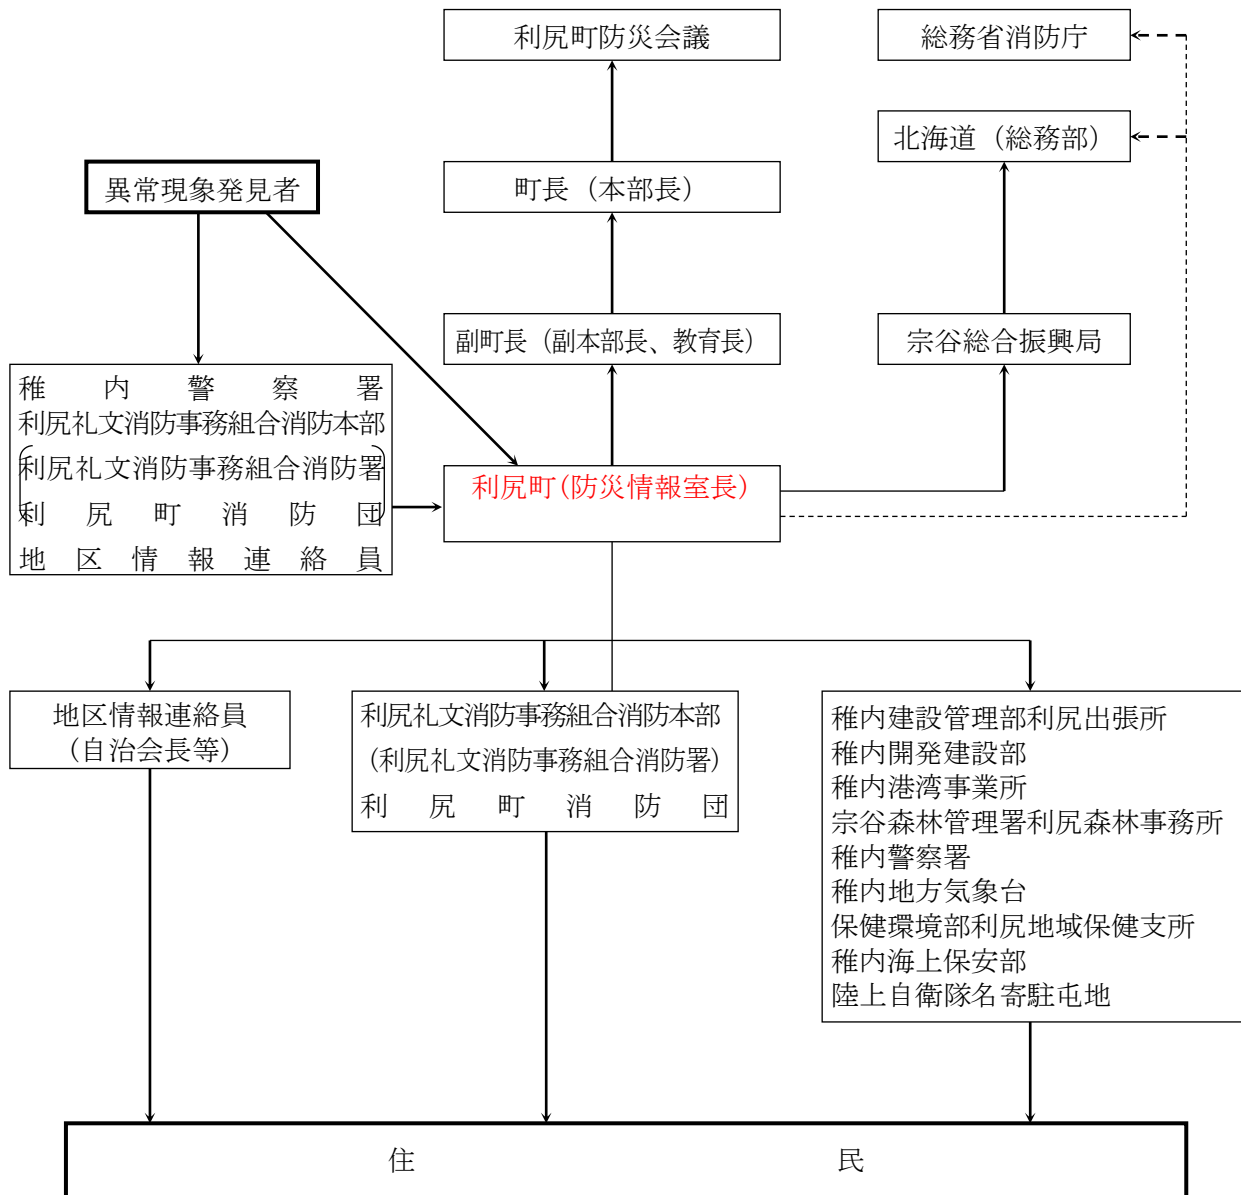 利尻町防災会議
総務省消防庁
北海道（総務部）
異常現象発見者
町長（本部長）
副町長（副本部長、教育長）
宗谷総合振興局
稚内警察署
利尻礼文消防事務組合消防本部
（利尻礼文消防事務組合消防署
利尻町消防団）
地区情報連絡員
利尻町(防災情報室長)
地区情報連絡員
（自治会長等）
利尻礼文消防事務組合消防本部
（利尻礼文消防事務組合消防署）
利尻町消防団
稚内建設管理部利尻出張所
稚内開発建設部
稚内港湾事業所
宗谷森林管理署利尻森林事務所
稚内警察署
稚内地方気象台
保健環境部利尻地域保健支所
稚内海上保安部
陸上自衛隊名寄駐屯地
住民